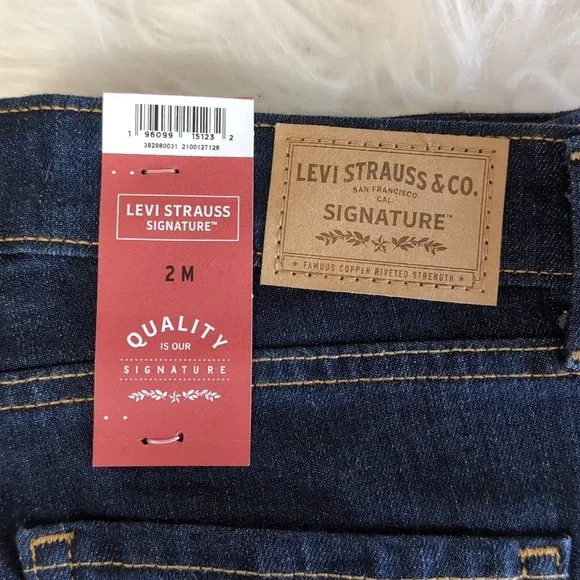 1 96099 15123 2
382980031 2100127126
LEVI STRAUSS
SIGNATURE™
2 M
QUALITY
IS OUR
SIGNATURE
LEVI STRAUSS & CO.
SAN FRANCISCO
CAL
SIGNATURE™
★ FAMOUS COPPER RIVETED STRENGTH ★